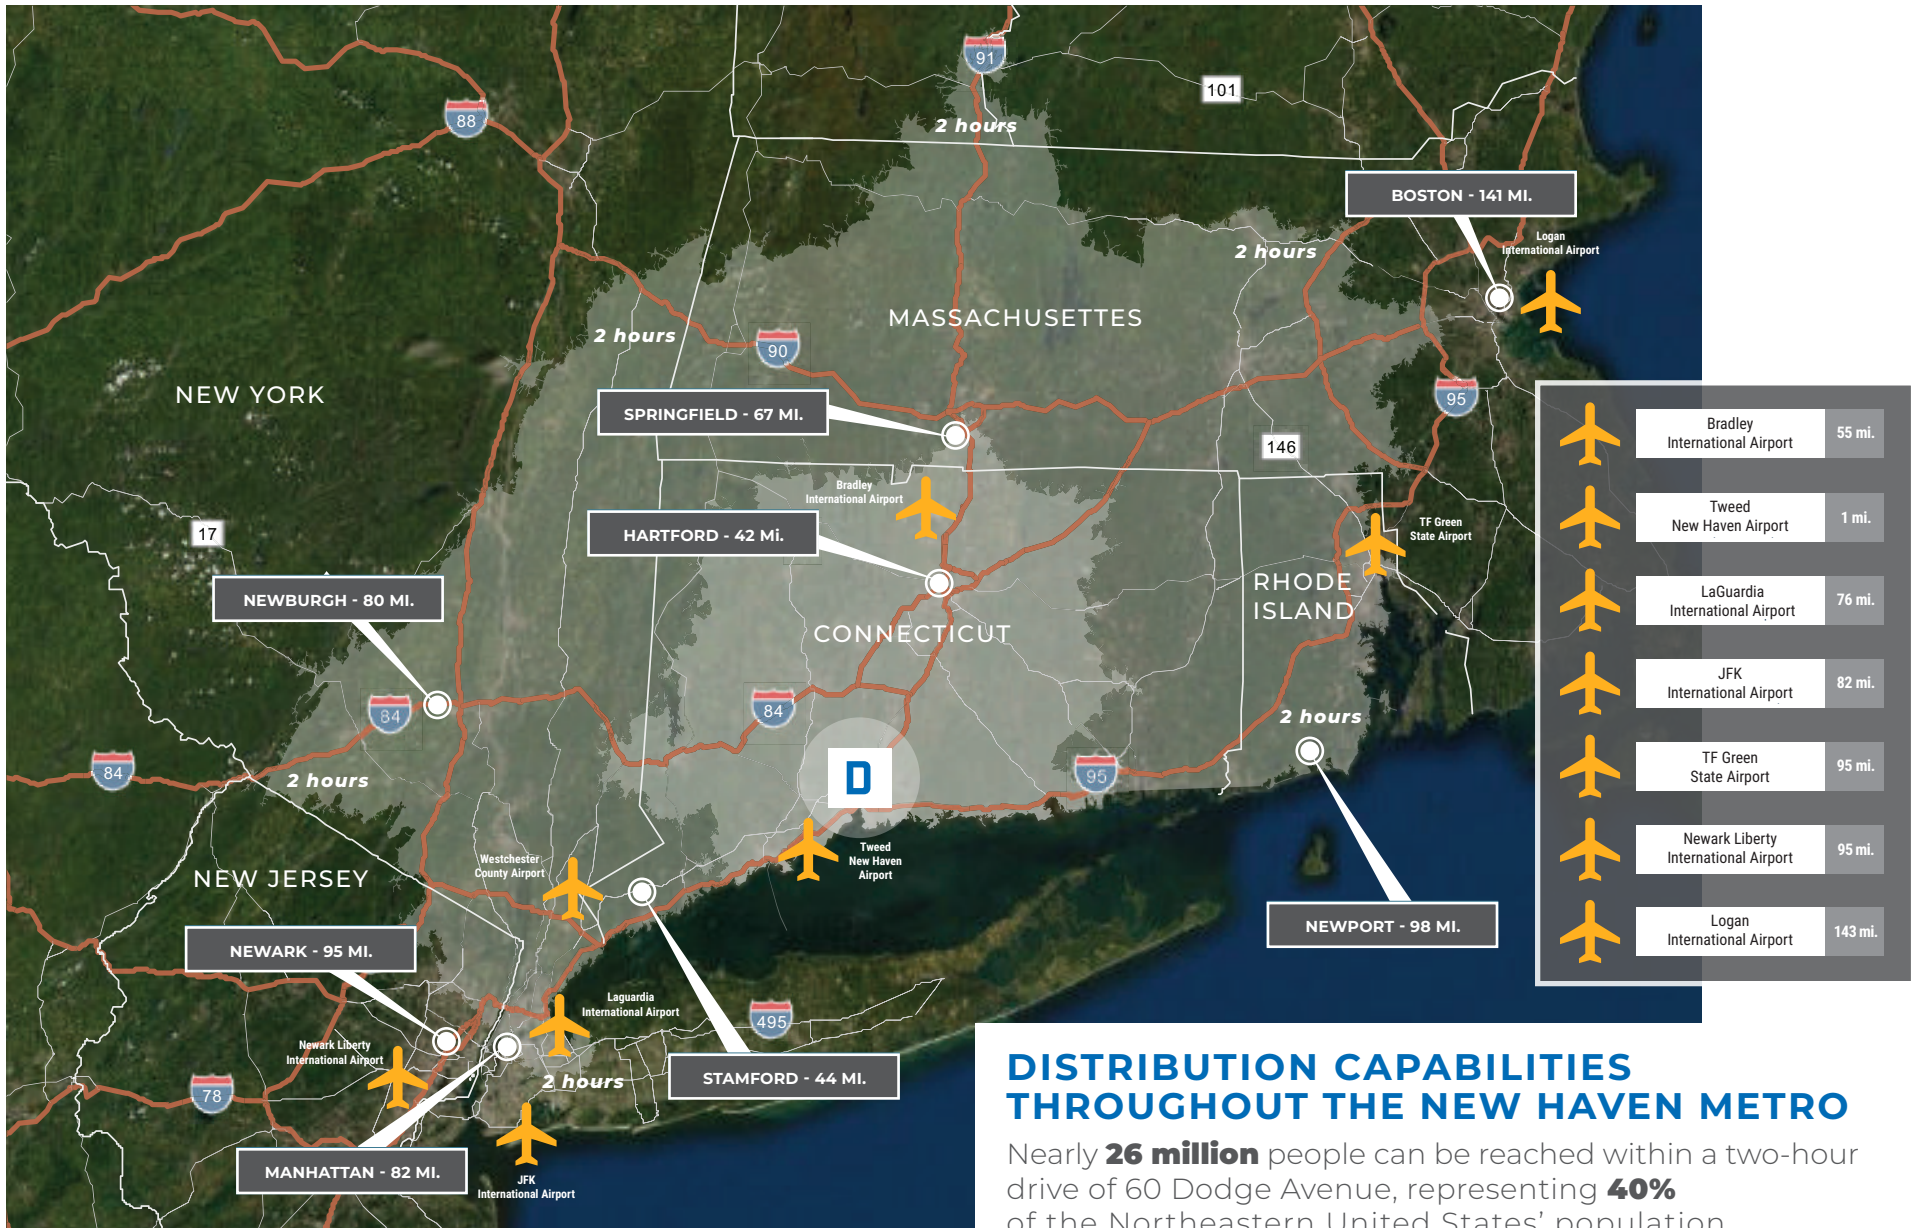 91
101
88
2 hours
BOSTON - 141 MI.
Logan
International Airport
2 hours
MASSACHUSETTES
2 hours
90
NEW YORK
95
SPRINGFIELD - 67 MI.
146
Bradley
International Airport
17
HARTFORD - 42 Mi.
TF Green
State Airport
RHODE
ISLAND
NEWBURGH - 80 MI.
CONNECTICUT
84
84
2 hours
84
2 hours
95
D
Tweed
New Haven
Airport
Westchester
County Airport
NEW JERSEY
NEWPORT - 98 MI.
NEWARK - 95 MI.
Laguardia
International Airport
495
Newark Liberty
International Airport
2 hours
STAMFORD - 44 MI.
78
MANHATTAN - 82 MI.
JFK
International Airport
Bradley
International Airport
55 mi.
Tweed
New Haven Airport
1 mi.
LaGuardia
International Airport
76 mi.
JFK
International Airport
82 mi.
TF Green
State Airport
95 mi.
Newark Liberty
International Airport
95 mi.
Logan
International Airport
143 mi.
DISTRIBUTION CAPABILITIES
THROUGHOUT THE NEW HAVEN METRO
Nearly 26 million people can be reached within a two-hour
drive of 60 Dodge Avenue, representing 40%
of the Northeastern United States' population